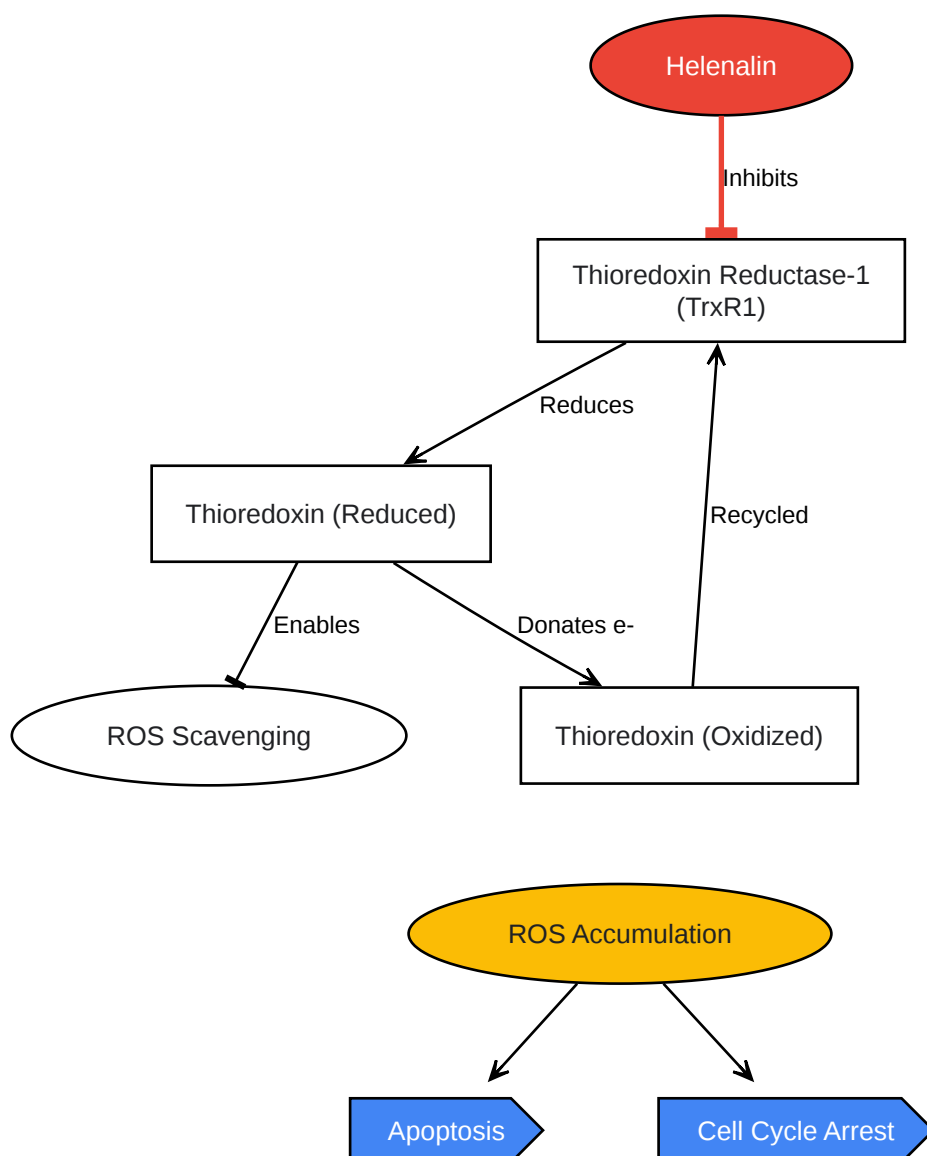 Helenalin
Inhibits
Thioredoxin Reductase-1
(TrxR1)
Reduces
Thioredoxin (Reduced)
Recycled
Enables
Donates e-
ROS Scavenging
Thioredoxin (Oxidized)
ROS Accumulation
Apoptosis
Cell Cycle Arrest